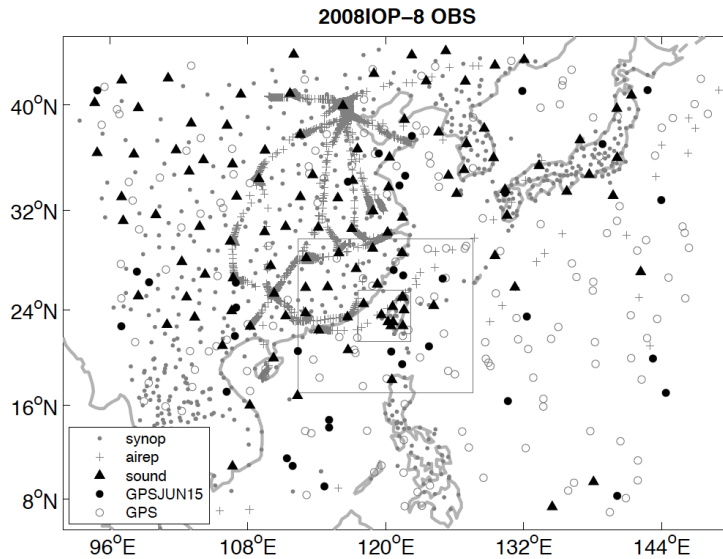 2008IOP−8 OBS
40°N
32°N
24°N
16°N
8°N
synop
airep
sound
GPSJUN15
GPS
96°E
108°E
120°E
132°E
144°E